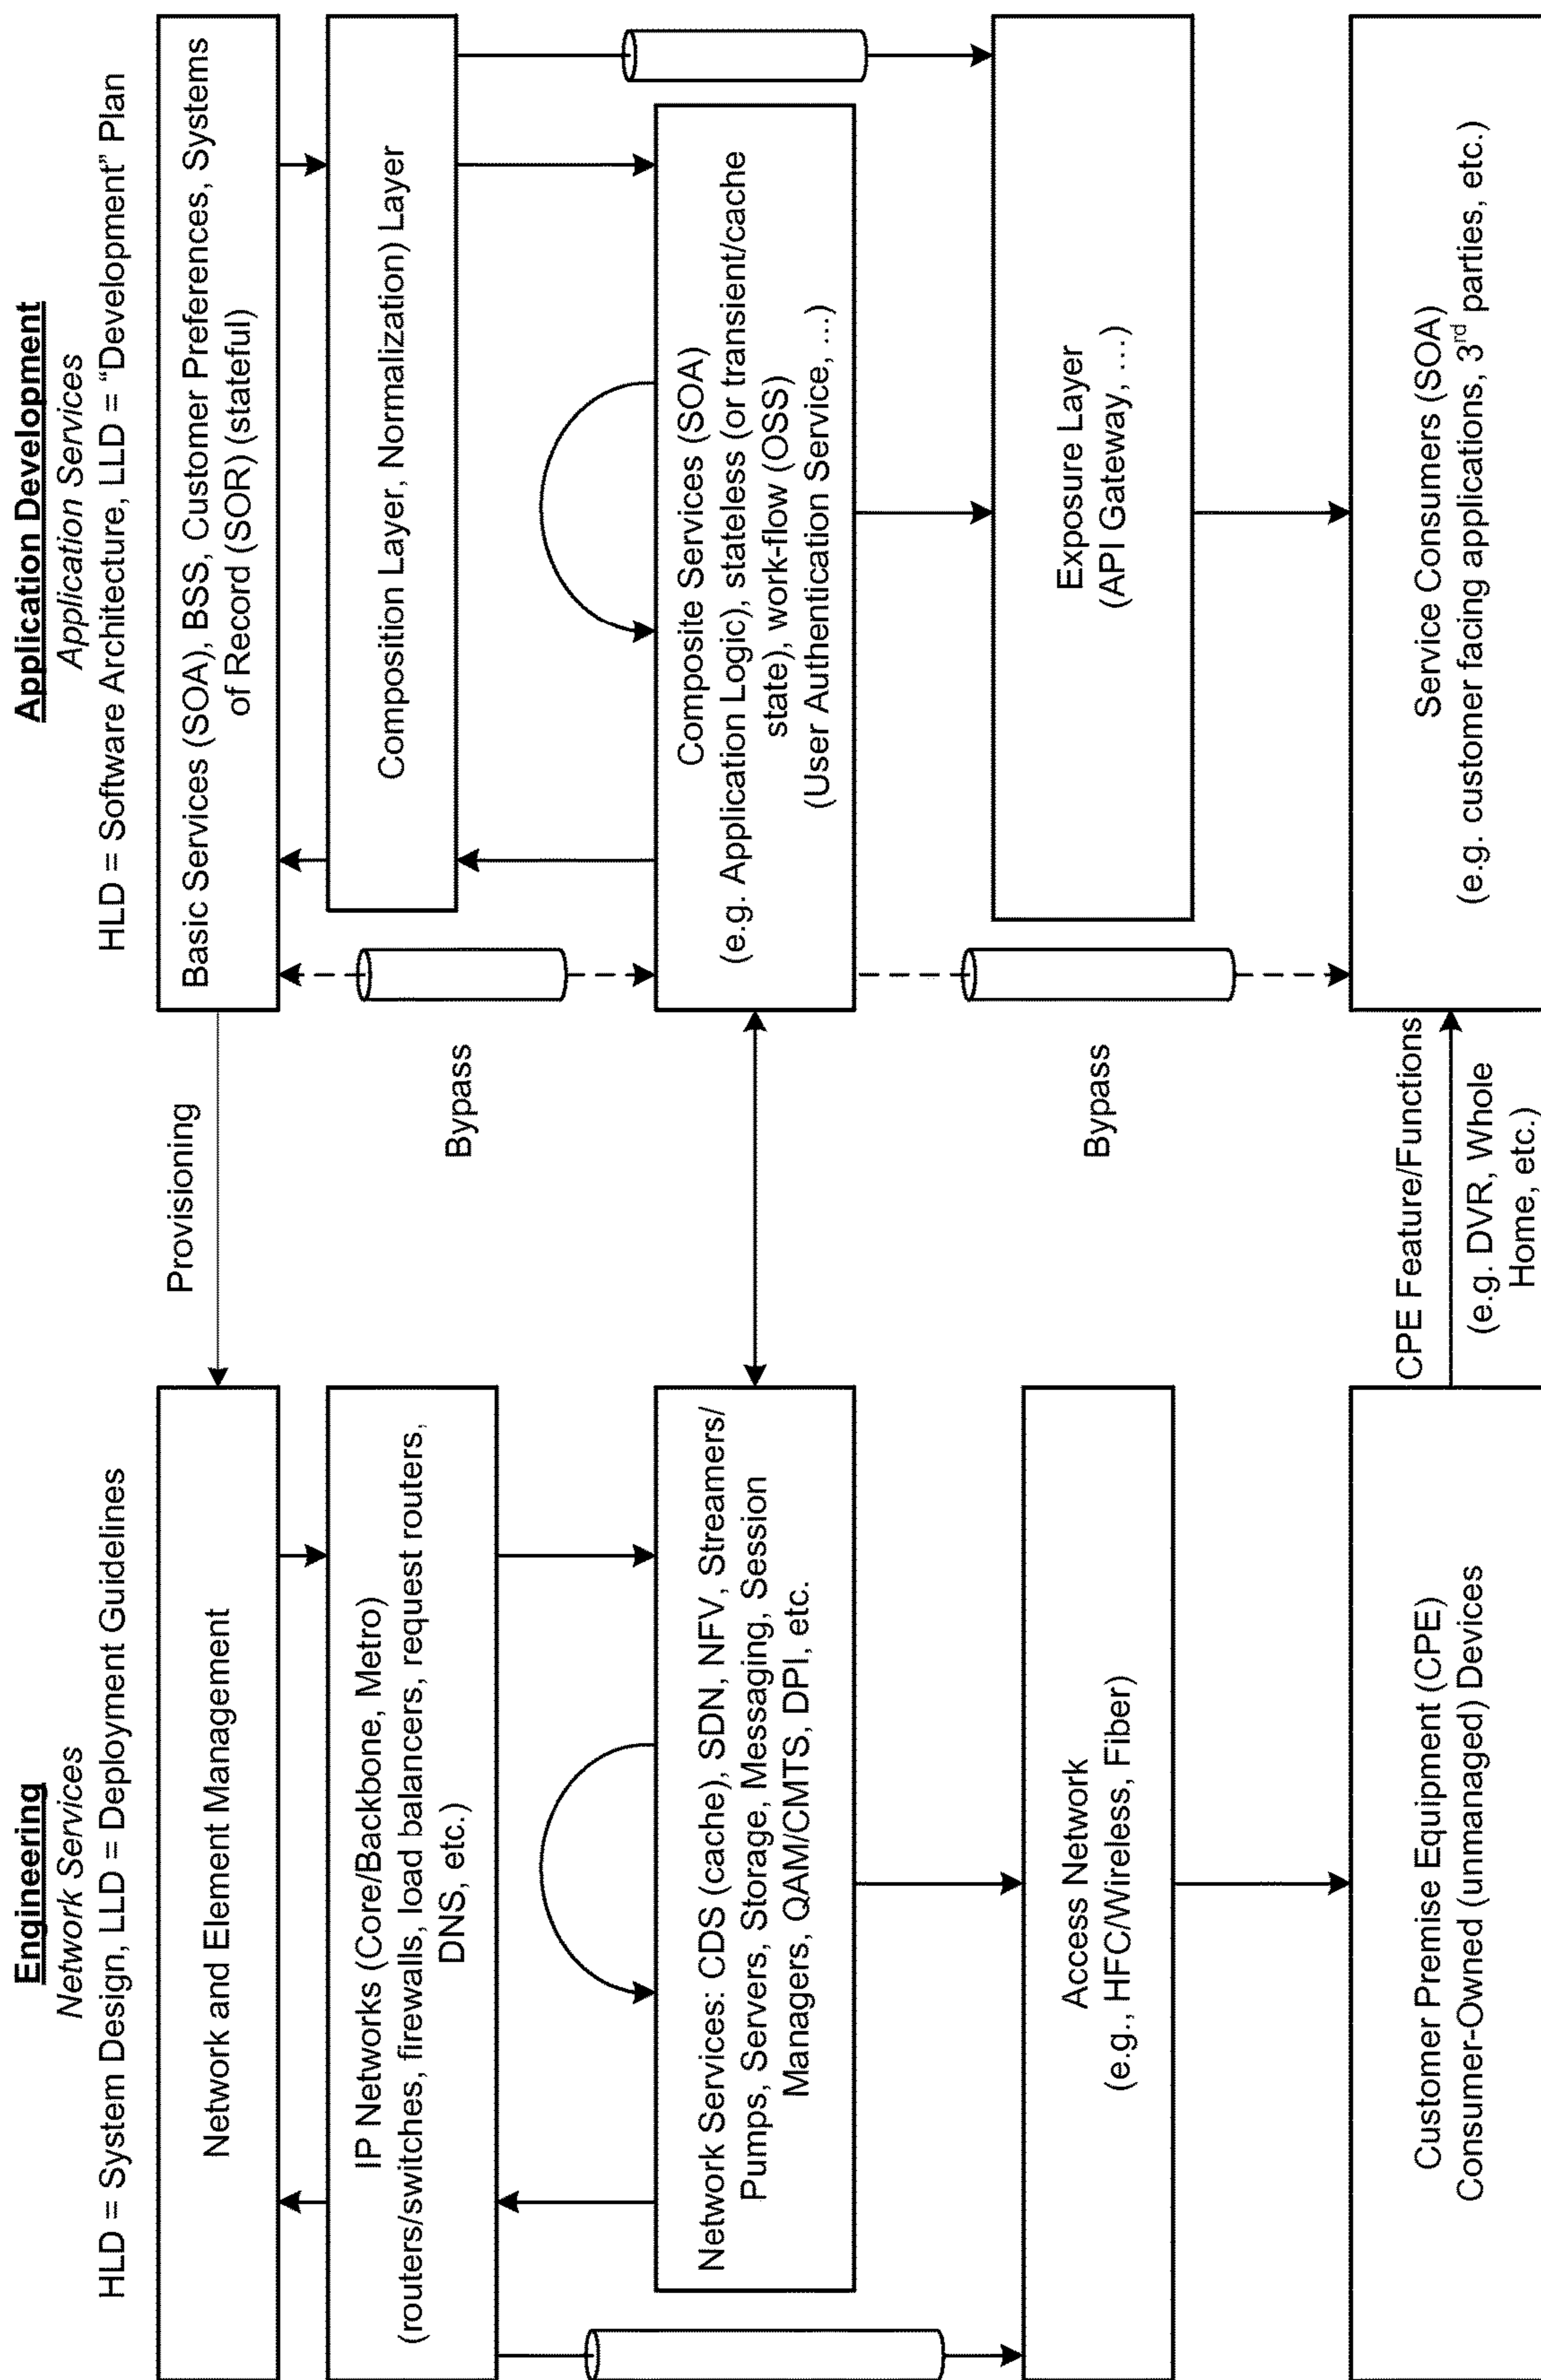 Engineering
Network Services
HLD = System Design, LLD = Deployment Guidelines
Network and Element Management
IP Networks (Core/Backbone, Metro)
(routers/switches, firewalls, load balancers, request routers,
DNS, etc.)
Network Services: CDS (cache), SDN, NFV, Streamers/
Pumps, Servers, Storage, Messaging, Session
Managers, QAM/CMTS, DPI, etc.
Access Network
(e.g., HFC/Wireless, Fiber)
Customer Premise Equipment (CPE)
Consumer-Owned (unmanaged) Devices
Provisioning
Bypass
Bypass
CPE Feature/Functions
(e.g. DVR, Whole
Home, etc.)
Application Development
Application Services
HLD = Software Architecture, LLD = “Development” Plan
Basic Services (SOA), BSS, Customer Preferences, Systems
of Record (SOR) (stateful)
Composition Layer, Normalization) Layer
Composite Services (SOA)
(e.g. Application Logic), stateless (or transient/cache
state), work-flow (OSS)
(User Authentication Service, …)
Exposure Layer
(API Gateway, …)
Service Consumers (SOA)
(e.g. customer facing applications, 3rd parties, etc.)